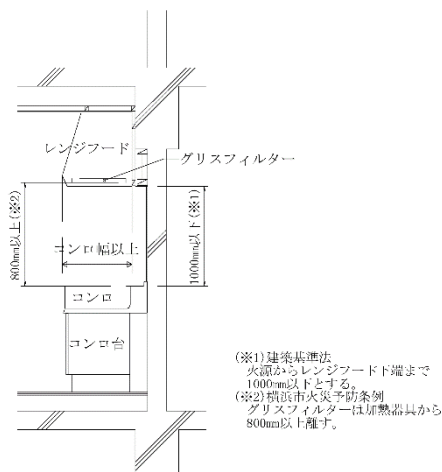 レンジフード
グリスフィルター
800mm以上(※2)
1000mm以下(※1)
コンロ幅以上
コンロ
コンロ台
(※1)建築基準法
火源からレンジフード下端まで
1000mm以下とする。
(※2)横浜市火災予防条例
グリスフィルターは加熱器具から
800mm以上離す。